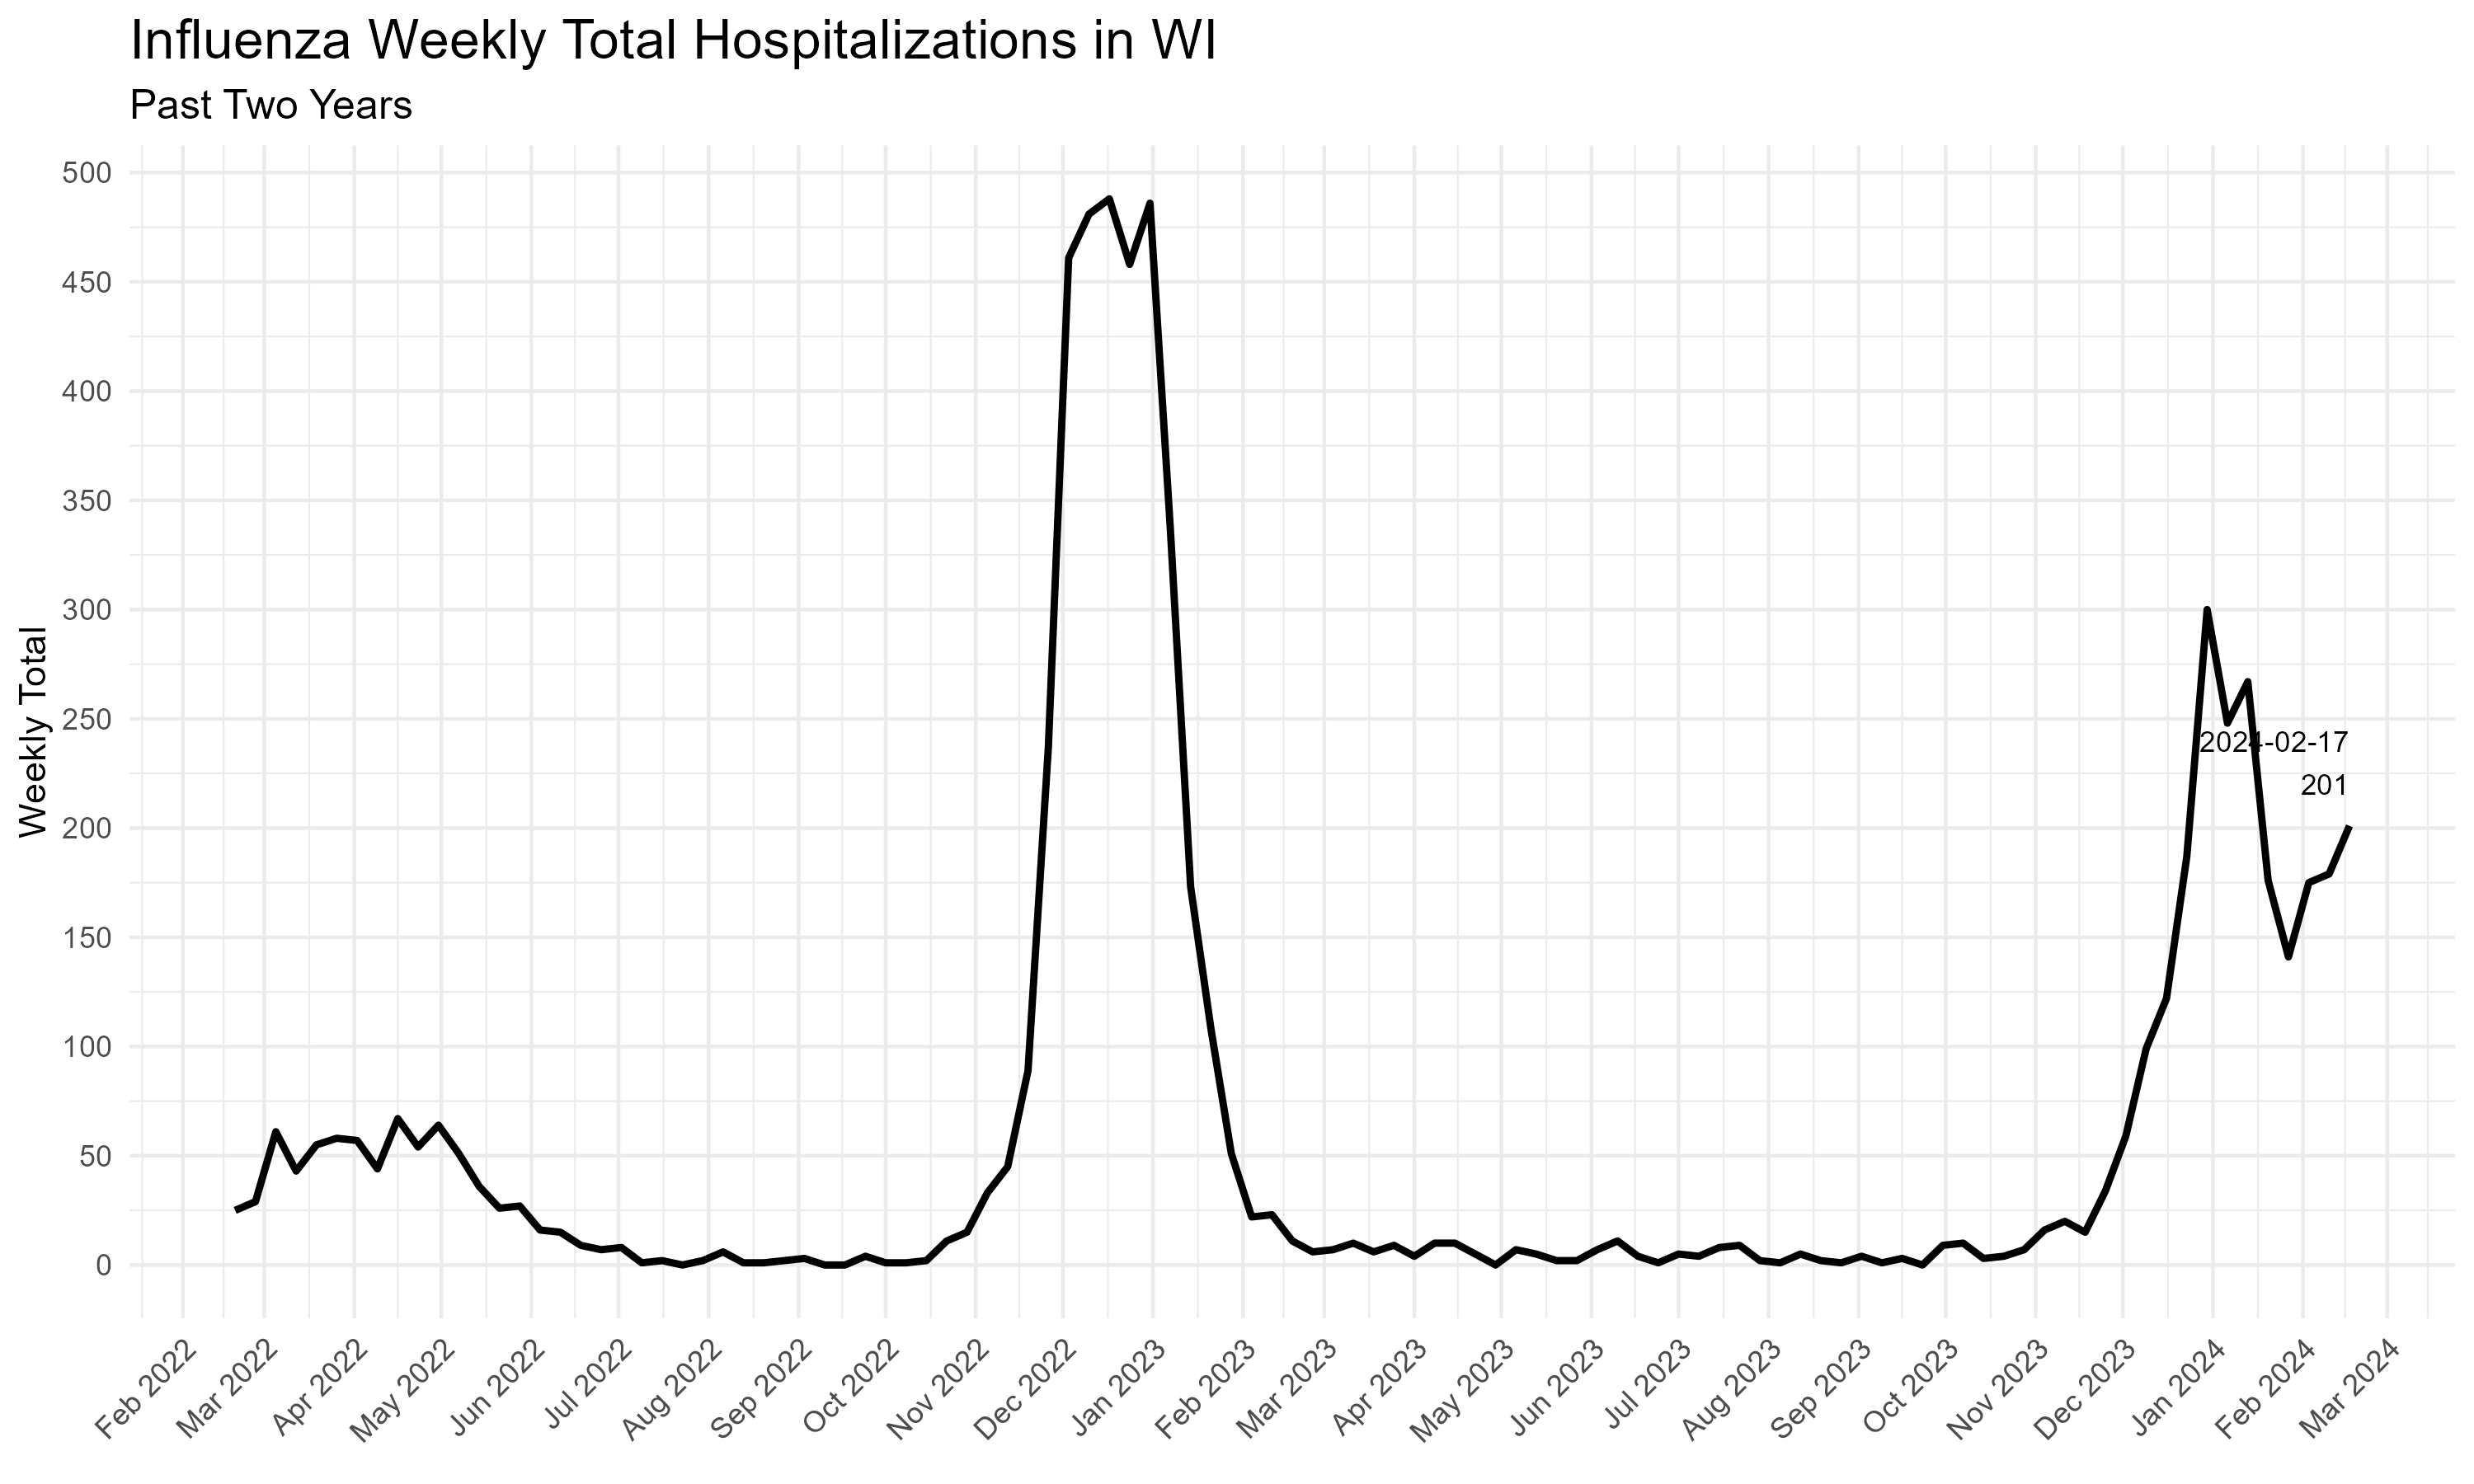 Influenza Weekly Total Hospitalizations in WI
Past Two Years
Weekly Total
500
450
400
350
300
250
200
150
100
50
0
2024-02-17
201
Feb 2022
Mar 2022
Apr 2022
May 2022
Jun 2022
Jul 2022
Aug 2022
Sep 2022
Oct 2022
Nov 2022
Dec 2022
Jan 2023
Feb 2023
Mar 2023
Apr 2023
May 2023
Jun 2023
Jul 2023
Aug 2023
Sep 2023
Oct 2023
Nov 2023
Dec 2023
Jan 2024
Feb 2024
Mar 2024